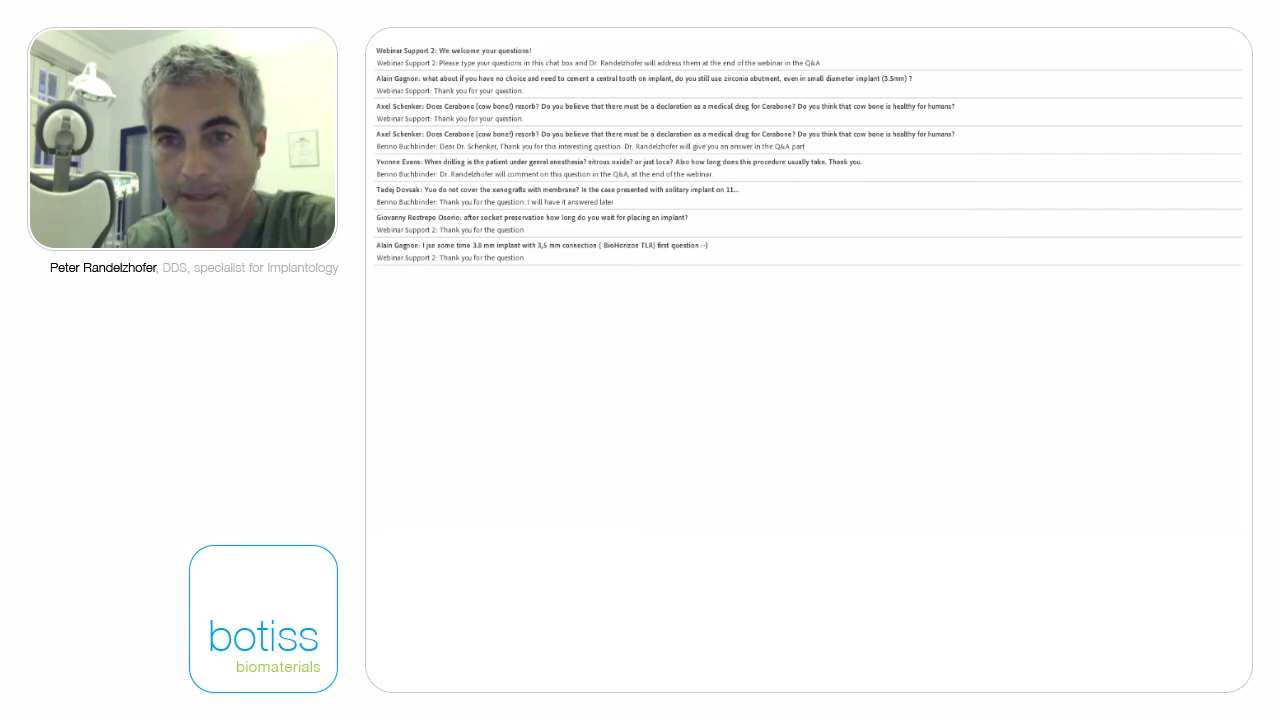 Peter Randelzhofer, DDS, specialist for Implantology
botiss
biomaterials
Webinar Support 2: We welcome your questions!
Webinar Support 2: Please type your questions in this chat box and Dr. Randelzhofer will address them at the end of the webinar in the Q&A
Alain Gagnon: what about if you have no choice and need to cement a central tooth on implant, do you still use zirconia abutment, even in small diameter implant (3.5mm) ?
Webinar Support: Thank you for your question.
Axel Schenker: Does Cerabone (cow bone!) resorb? Do you believe that there must be a declaration as a medical drug for Cerabone? Do you think that cow bone is healthy for humans?
Webinar Support: Thank you for your question.
Axel Schenker: Does Cerabone (cow bone!) resorb? Do you believe that there must be a declaration as a medical drug for Cerabone? Do you think that cow bone is healthy for humans?
Benno Buchbinder: Dear Dr. Schenker, Thank you for this interesting question. Dr. Randelzhofer will give you an answer in the Q&A part
Yvonne Evans: When drilling is the patient under genral anesthesia? nitrous oxide? or just loca? Also how long does this procedure usually take. Thank you.
Benno Buchbinder: Dr. Randelzhofer will comment on this question in the Q&A, at the end of the webinar.
Tadej Dovsak: Yuo do not cover the xenografts with membrane? In the case presented with solitary implant on 11...
Benno Buchbinder: Thank you for the question. I will have it answered later
Giovanny Restrepo Osorio: after socket preservation how long do you wait for placing an implant?
Webinar Support 2: Thank you for the question
Alain Gagnon: I jse some time 3.8 mm implant with 3,5 mm connection ( BioHorizon TLR) first question :-)
Webinar Support 2: Thank you for the question